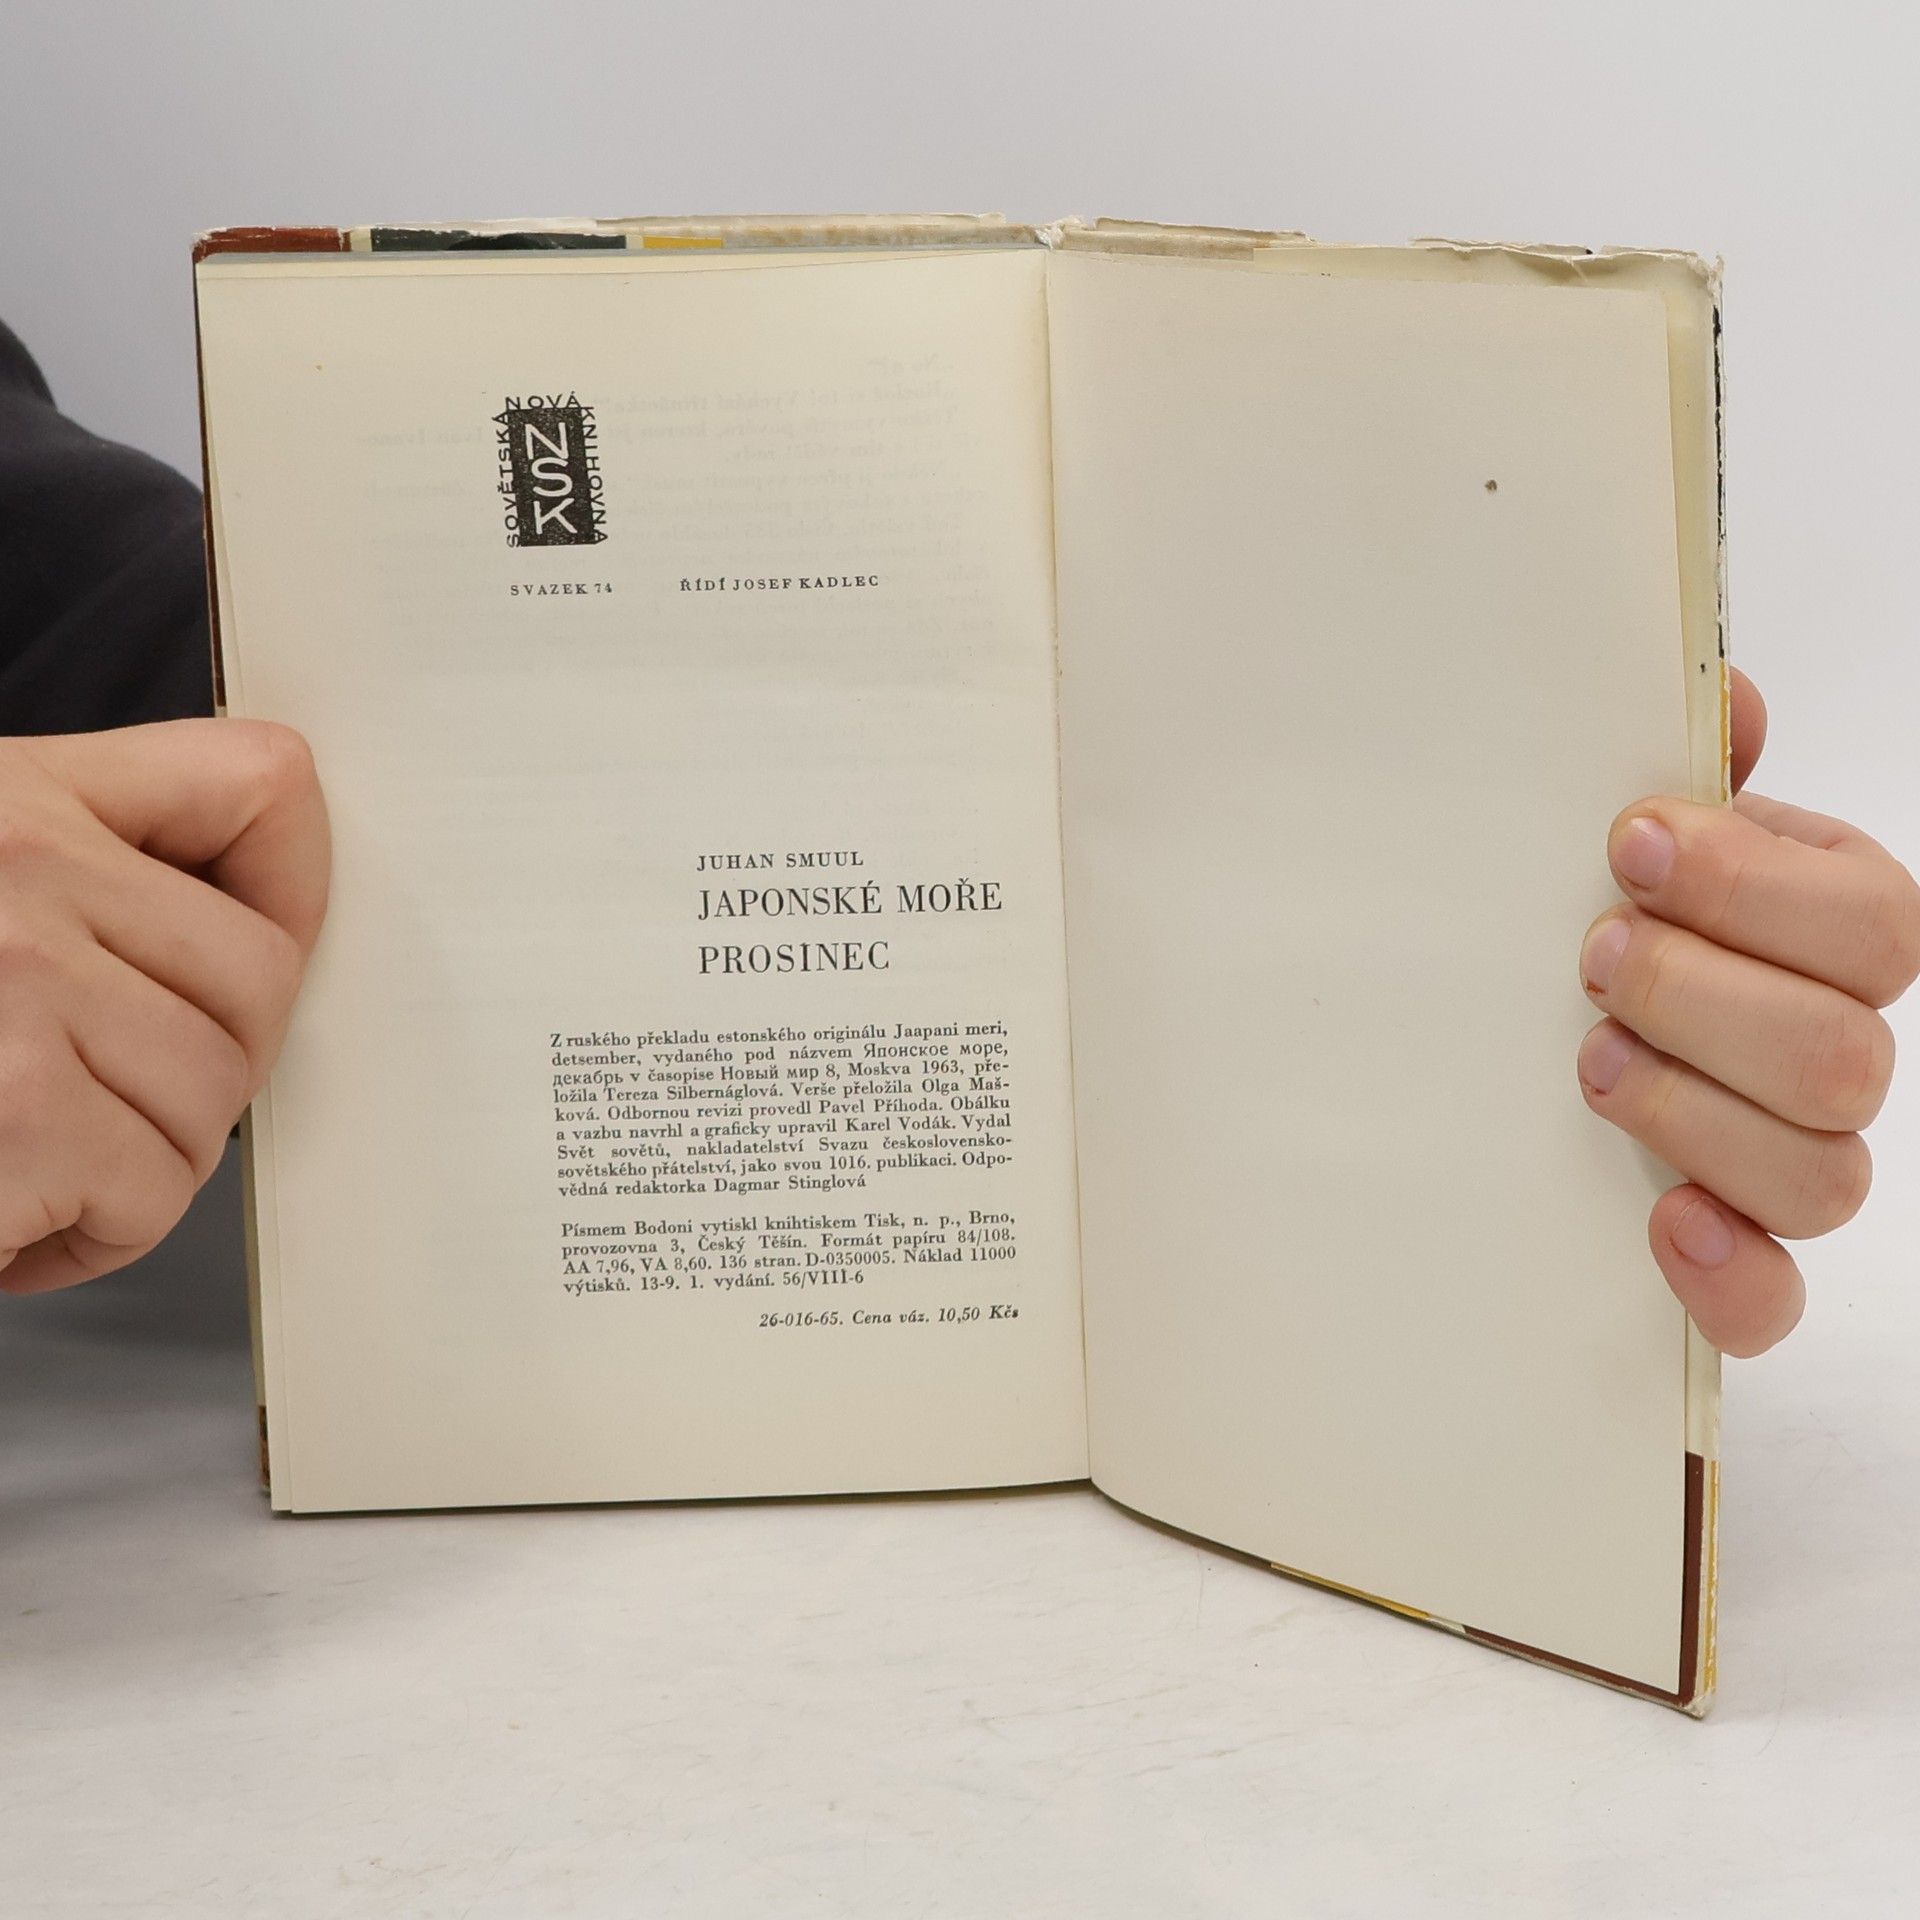 NOVÁ
SOVĚTSKÁ
KNIHOVNA
NSK
SVAZEK 74 ŘÍDÍ JOSEF KADLEC
JUHAN SMUUL
JAPONSKÉ MOŘE
PROSINEC
Z ruského překladu estonského originálu Jaapani meri,
detsember, vydaného pod názvem Японское море,
декабрь v časopise Новый мир 8, Moskva 1963, pře-
ložila Tereza Silbernáglová. Verše přeložila Olga Maš-
ková. Odbornou revizi provedl Pavel Příhoda. Obálku
a vazbu navrhl a graficky upravil Karel Vodák. Vydal
Svět sovětů, nakladatelství Svazu československo-
sovětského přátelství, jako svou 1016. publikaci. Odpo-
vědná redaktorka Dagmar Stinglová
Písmem Bodoni vytiskl knihtiskem Tisk, n. p., Brno,
provozovna 3, Český Těšín. Formát papíru 84/108.
AA 7,96, VA 8,60. 136 stran. D-0350005. Náklad 11000
výtisků. 13-9. 1. vydání. 56/VIII-6
26-016-65. Cena váz. 10,50 Kčs